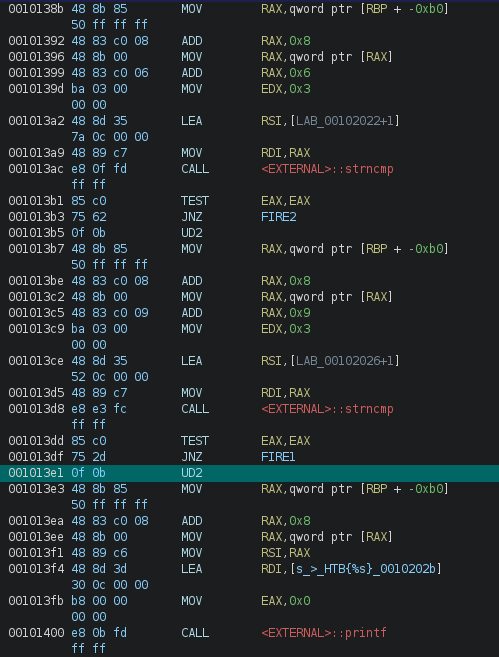 0010138b 48 8b 85 MOV RAX,qword ptr [RBP + -0xb0]
50 ff ff ff
00101392 48 83 c0 08 ADD RAX,0x8
00101396 48 8b 00 MOV RAX,qword ptr [RAX]
00101399 48 83 c0 06 ADD RAX,0x6
0010139d ba 03 00 MOV EDX,0x3
00 00
001013a2 48 8d 35 LEA RSI,[LAB_00102022+1]
7a 0c 00 00
001013a9 48 89 c7 MOV RDI,RAX
001013ac e8 0f fd CALL <EXTERNAL>::strncmp
ff ff
001013b1 85 c0 TEST EAX,EAX
001013b3 75 62 JNZ FIRE2
001013b5 0f 0b UD2
001013b7 48 8b 85 MOV RAX,qword ptr [RBP + -0xb0]
50 ff ff ff
001013be 48 83 c0 08 ADD RAX,0x8
001013c2 48 8b 00 MOV RAX,qword ptr [RAX]
001013c5 48 83 c0 09 ADD RAX,0x9
001013c9 ba 03 00 MOV EDX,0x3
00 00
001013ce 48 8d 35 LEA RSI,[LAB_00102026+1]
52 0c 00 00
001013d5 48 89 c7 MOV RDI,RAX
001013d8 e8 e3 fc CALL <EXTERNAL>::strncmp
ff ff
001013dd 85 c0 TEST EAX,EAX
001013df 75 2d JNZ FIRE1
001013e1 0f 0b UD2
001013e3 48 8b 85 MOV RAX,qword ptr [RBP + -0xb0]
50 ff ff ff
001013ea 48 83 c0 08 ADD RAX,0x8
001013ee 48 8b 00 MOV RAX,qword ptr [RAX]
001013f1 48 89 c6 MOV RSI,RAX
001013f4 48 8d 3d LEA RDI,[s_>_HTB{%s}_0010202b]
30 0c 00 00
001013fb b8 00 00 MOV EAX,0x0
00 00
00101400 e8 0b fd CALL <EXTERNAL>::printf
ff ff